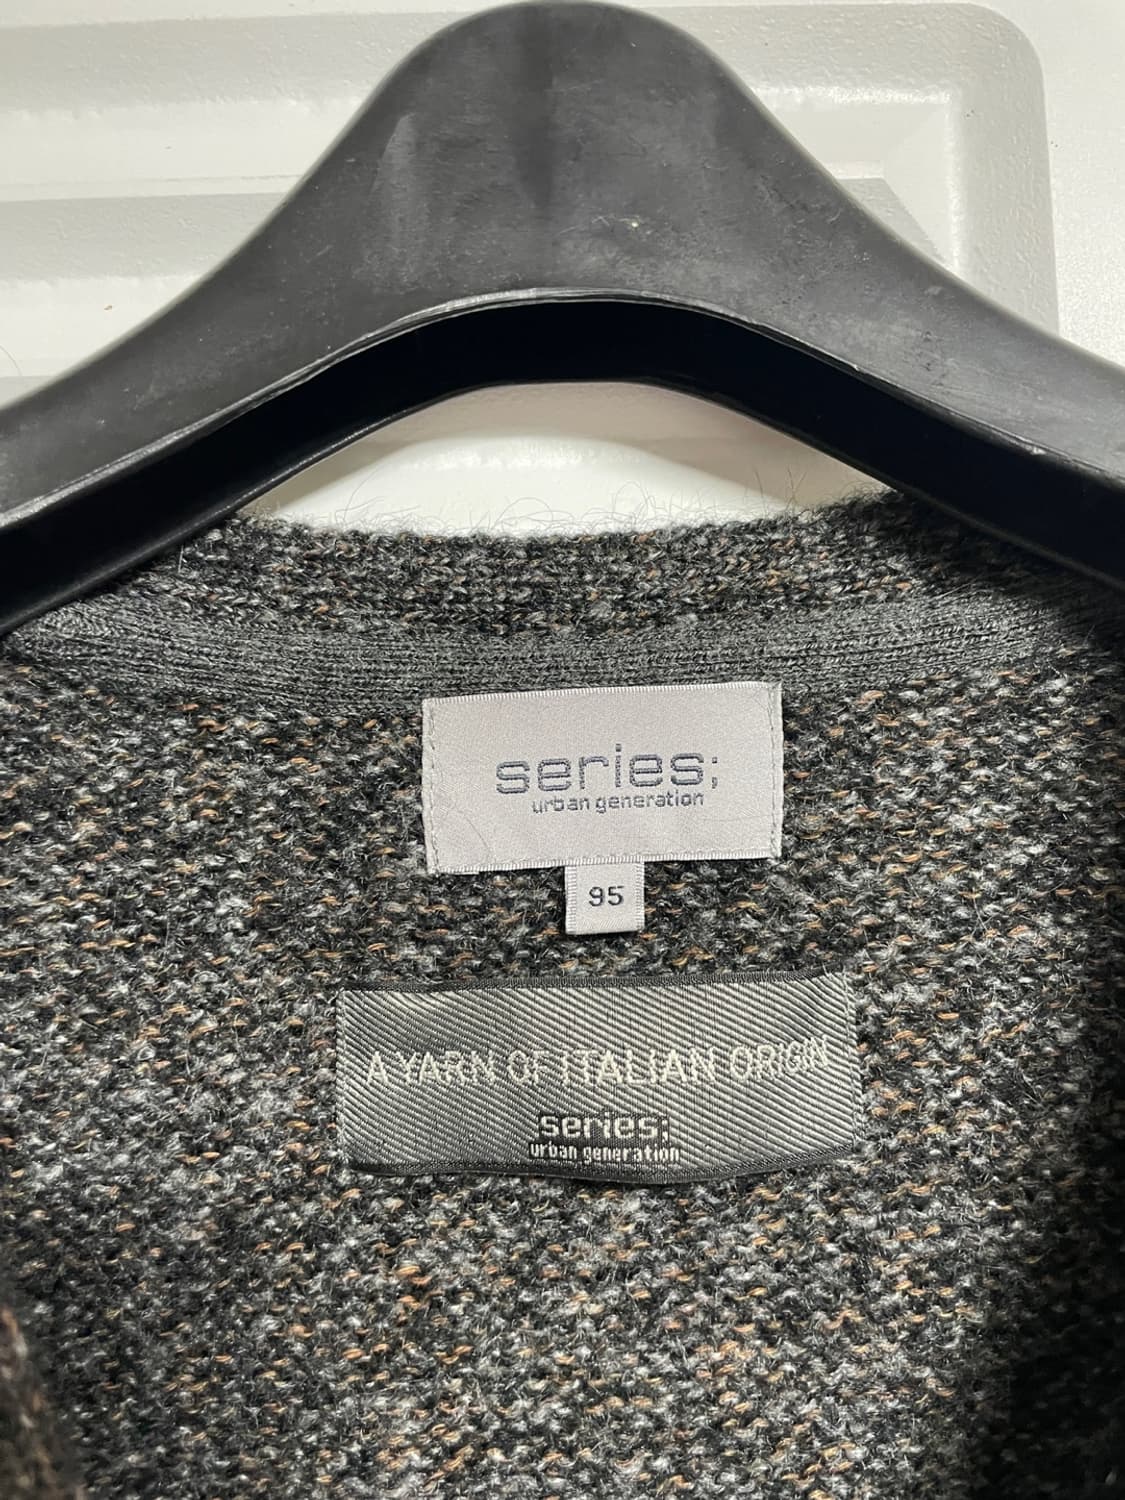 series;
urban generation
95
A YARN OF ITALIAN ORIGIN
series;
urban generation